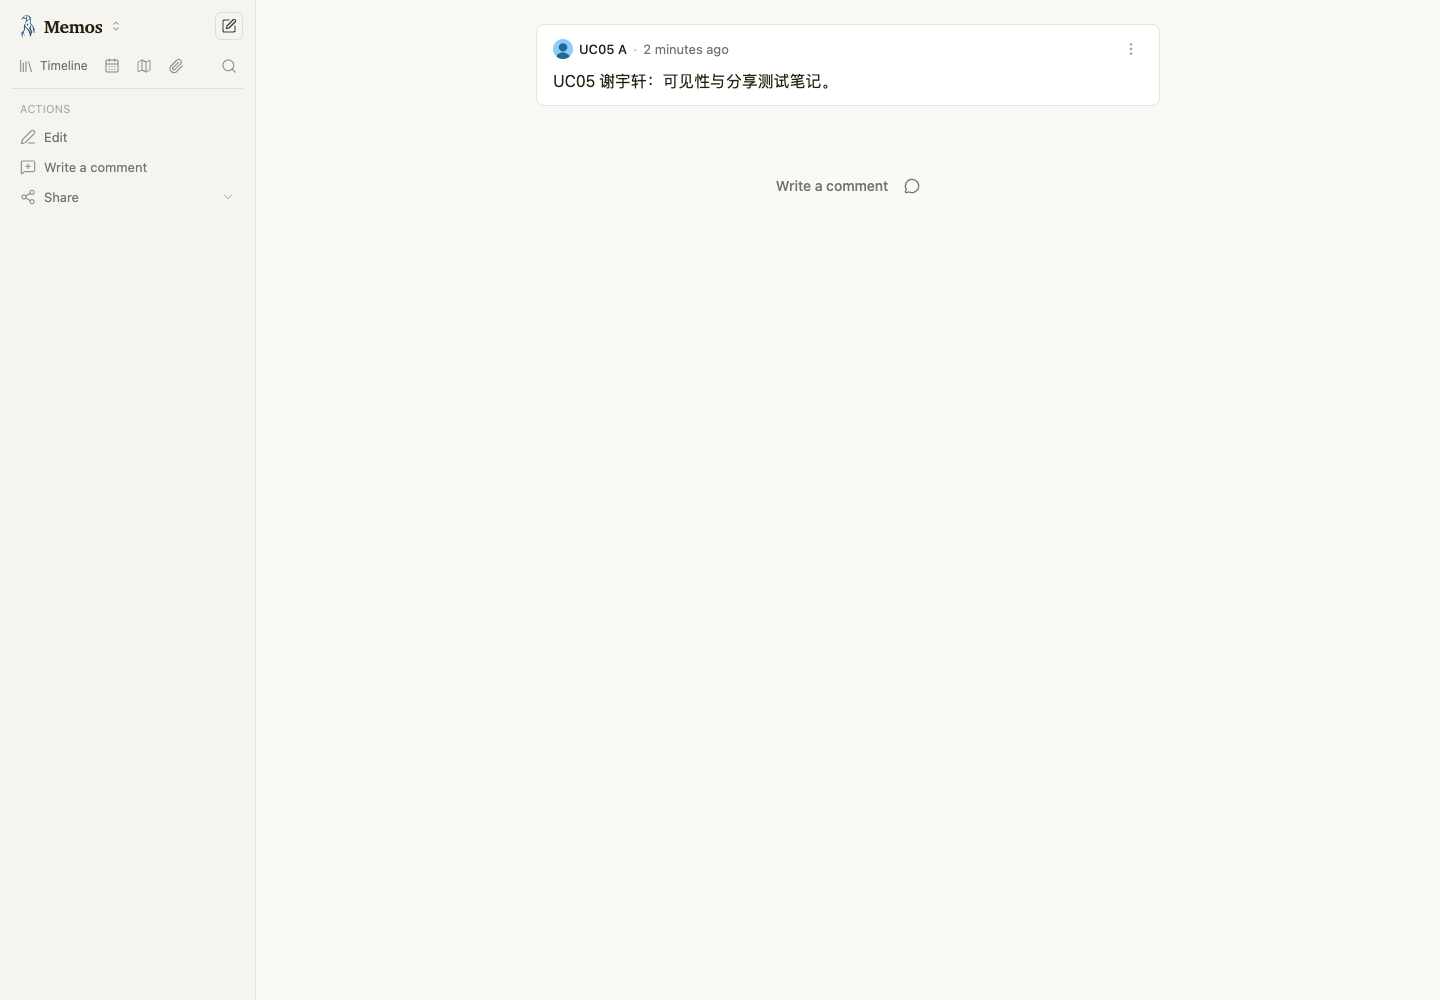 Memos
Timeline
ACTIONS
Edit
Write a comment
Share
UC05 A · 2 minutes ago
UC05 谢宇轩：可见性与分享测试笔记。
Write a comment